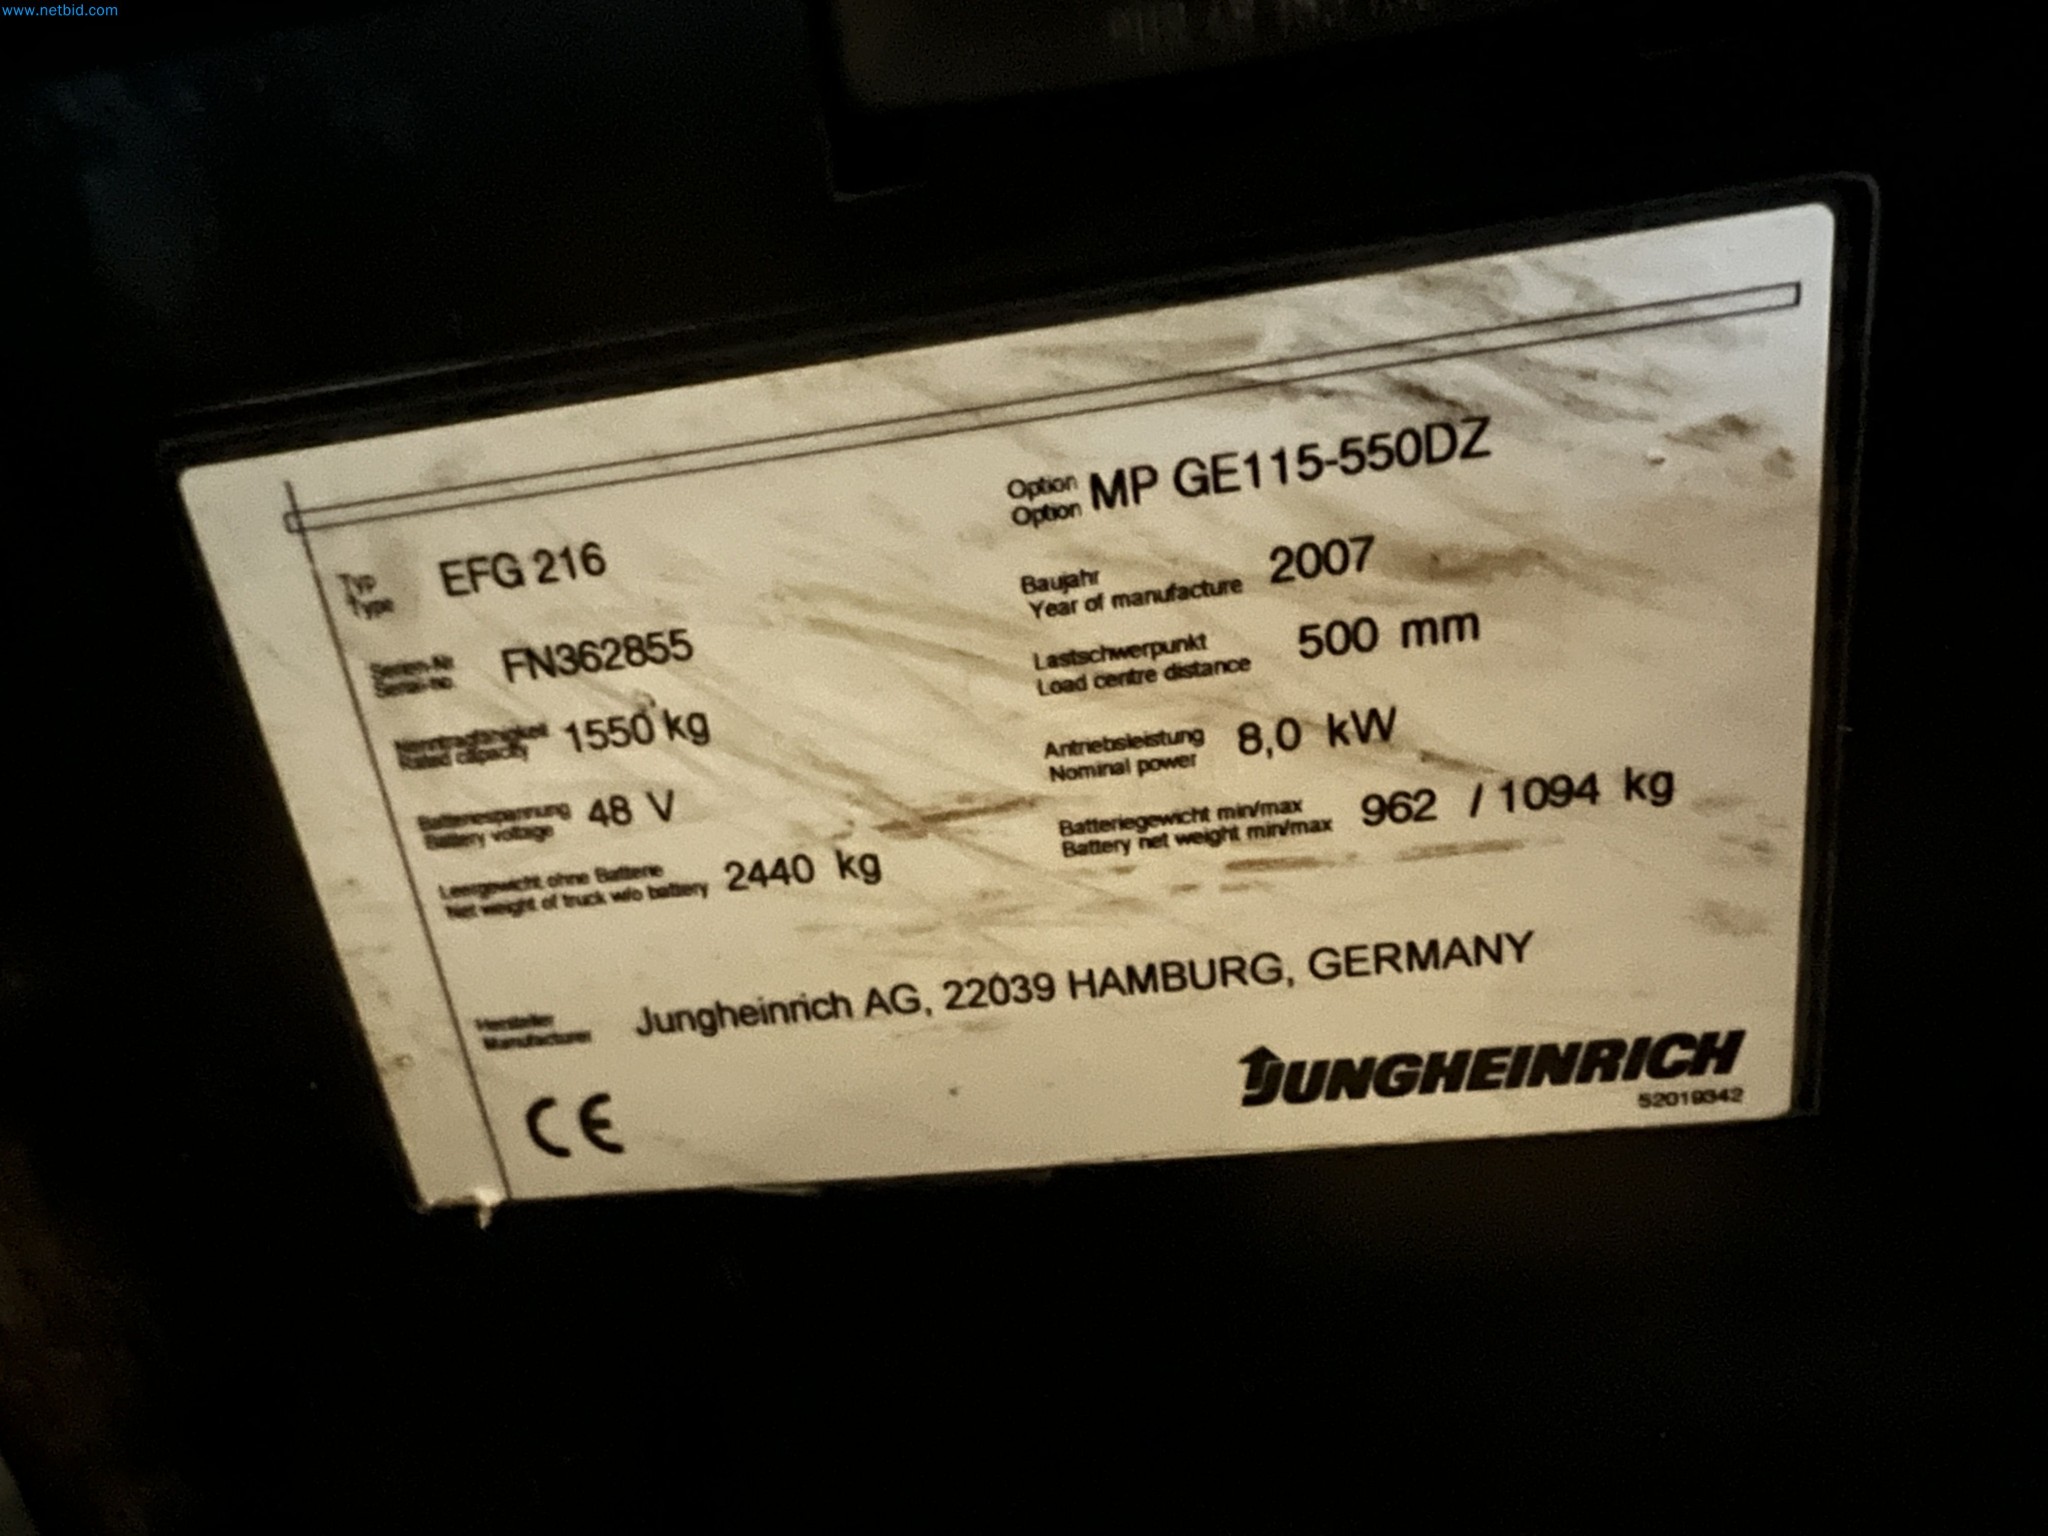 www.netbid.com
Typ
Type
EFG 216
Option
Option
MP GE115-550DZ
Serien-Nr
Serial-no
FN362855
Baujahr
Year of manufacture
2007
Nenntragfähigkeit
Rated capacity
1550 kg
Lastschwerpunkt
Load centre distance
500 mm
Batteriespannung
Battery voltage
48 V
Antriebsleistung
Nominal power
8,0 kW
Leergewicht ohne Batterie
Net weight of truck w/o battery
2440 kg
Batteriegewicht min/max
Battery net weight min/max
962 / 1094 kg
Hersteller
Manufacturer
Jungheinrich AG, 22039 HAMBURG, GERMANY
CE
JUNGHEINRICH
52019342